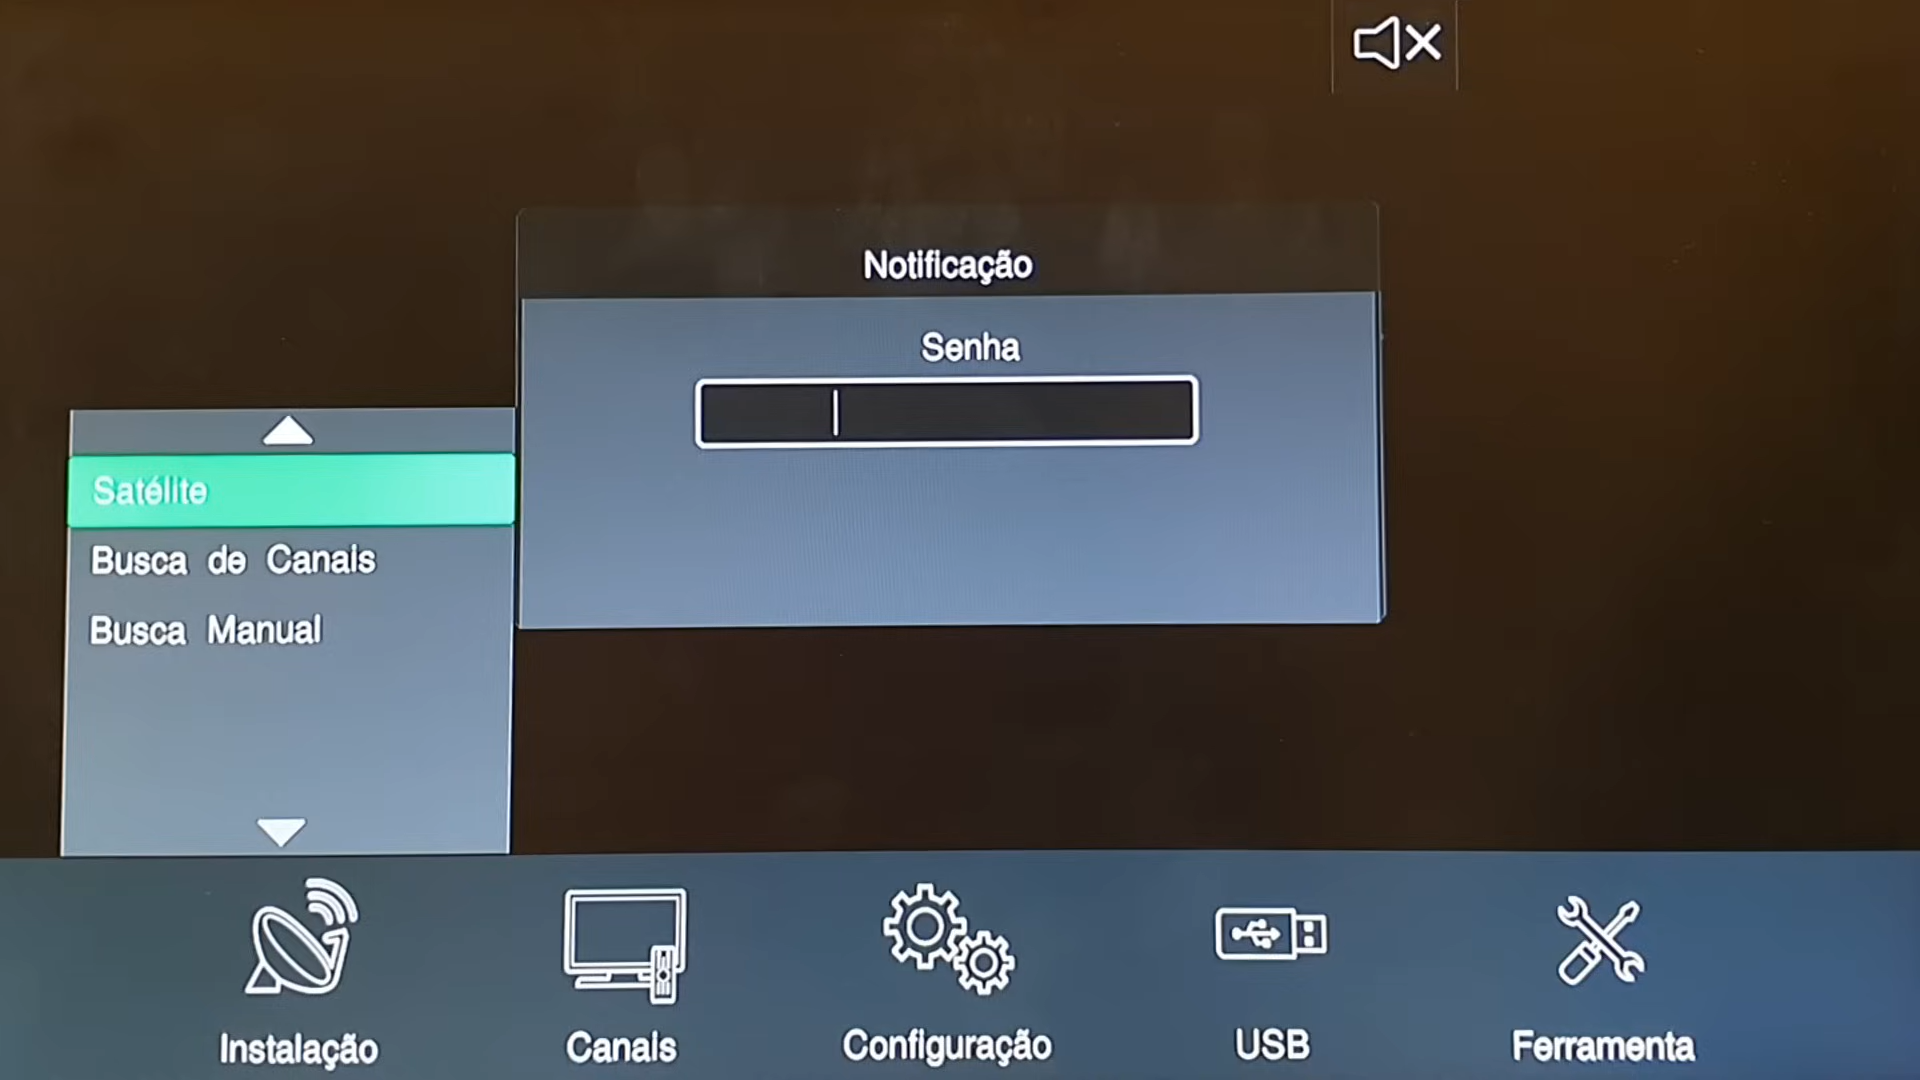 Notificação
Senha
Satélite
Busca de Canais
Busca Manual
Instalação
Canais
Configuração
USB
Ferramenta